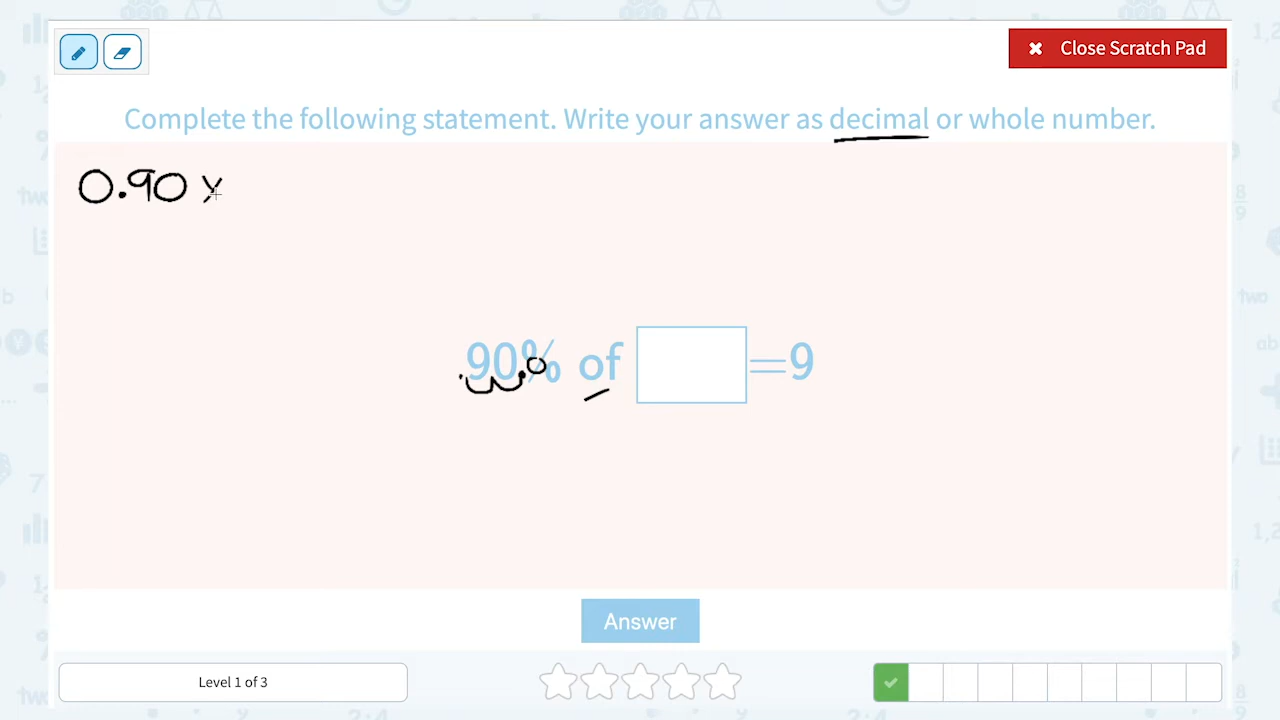 Close Scratch Pad
Complete the following statement. Write your answer as decimal or whole number.
0.90 x
90% of =9
Answer
Level 1 of 3